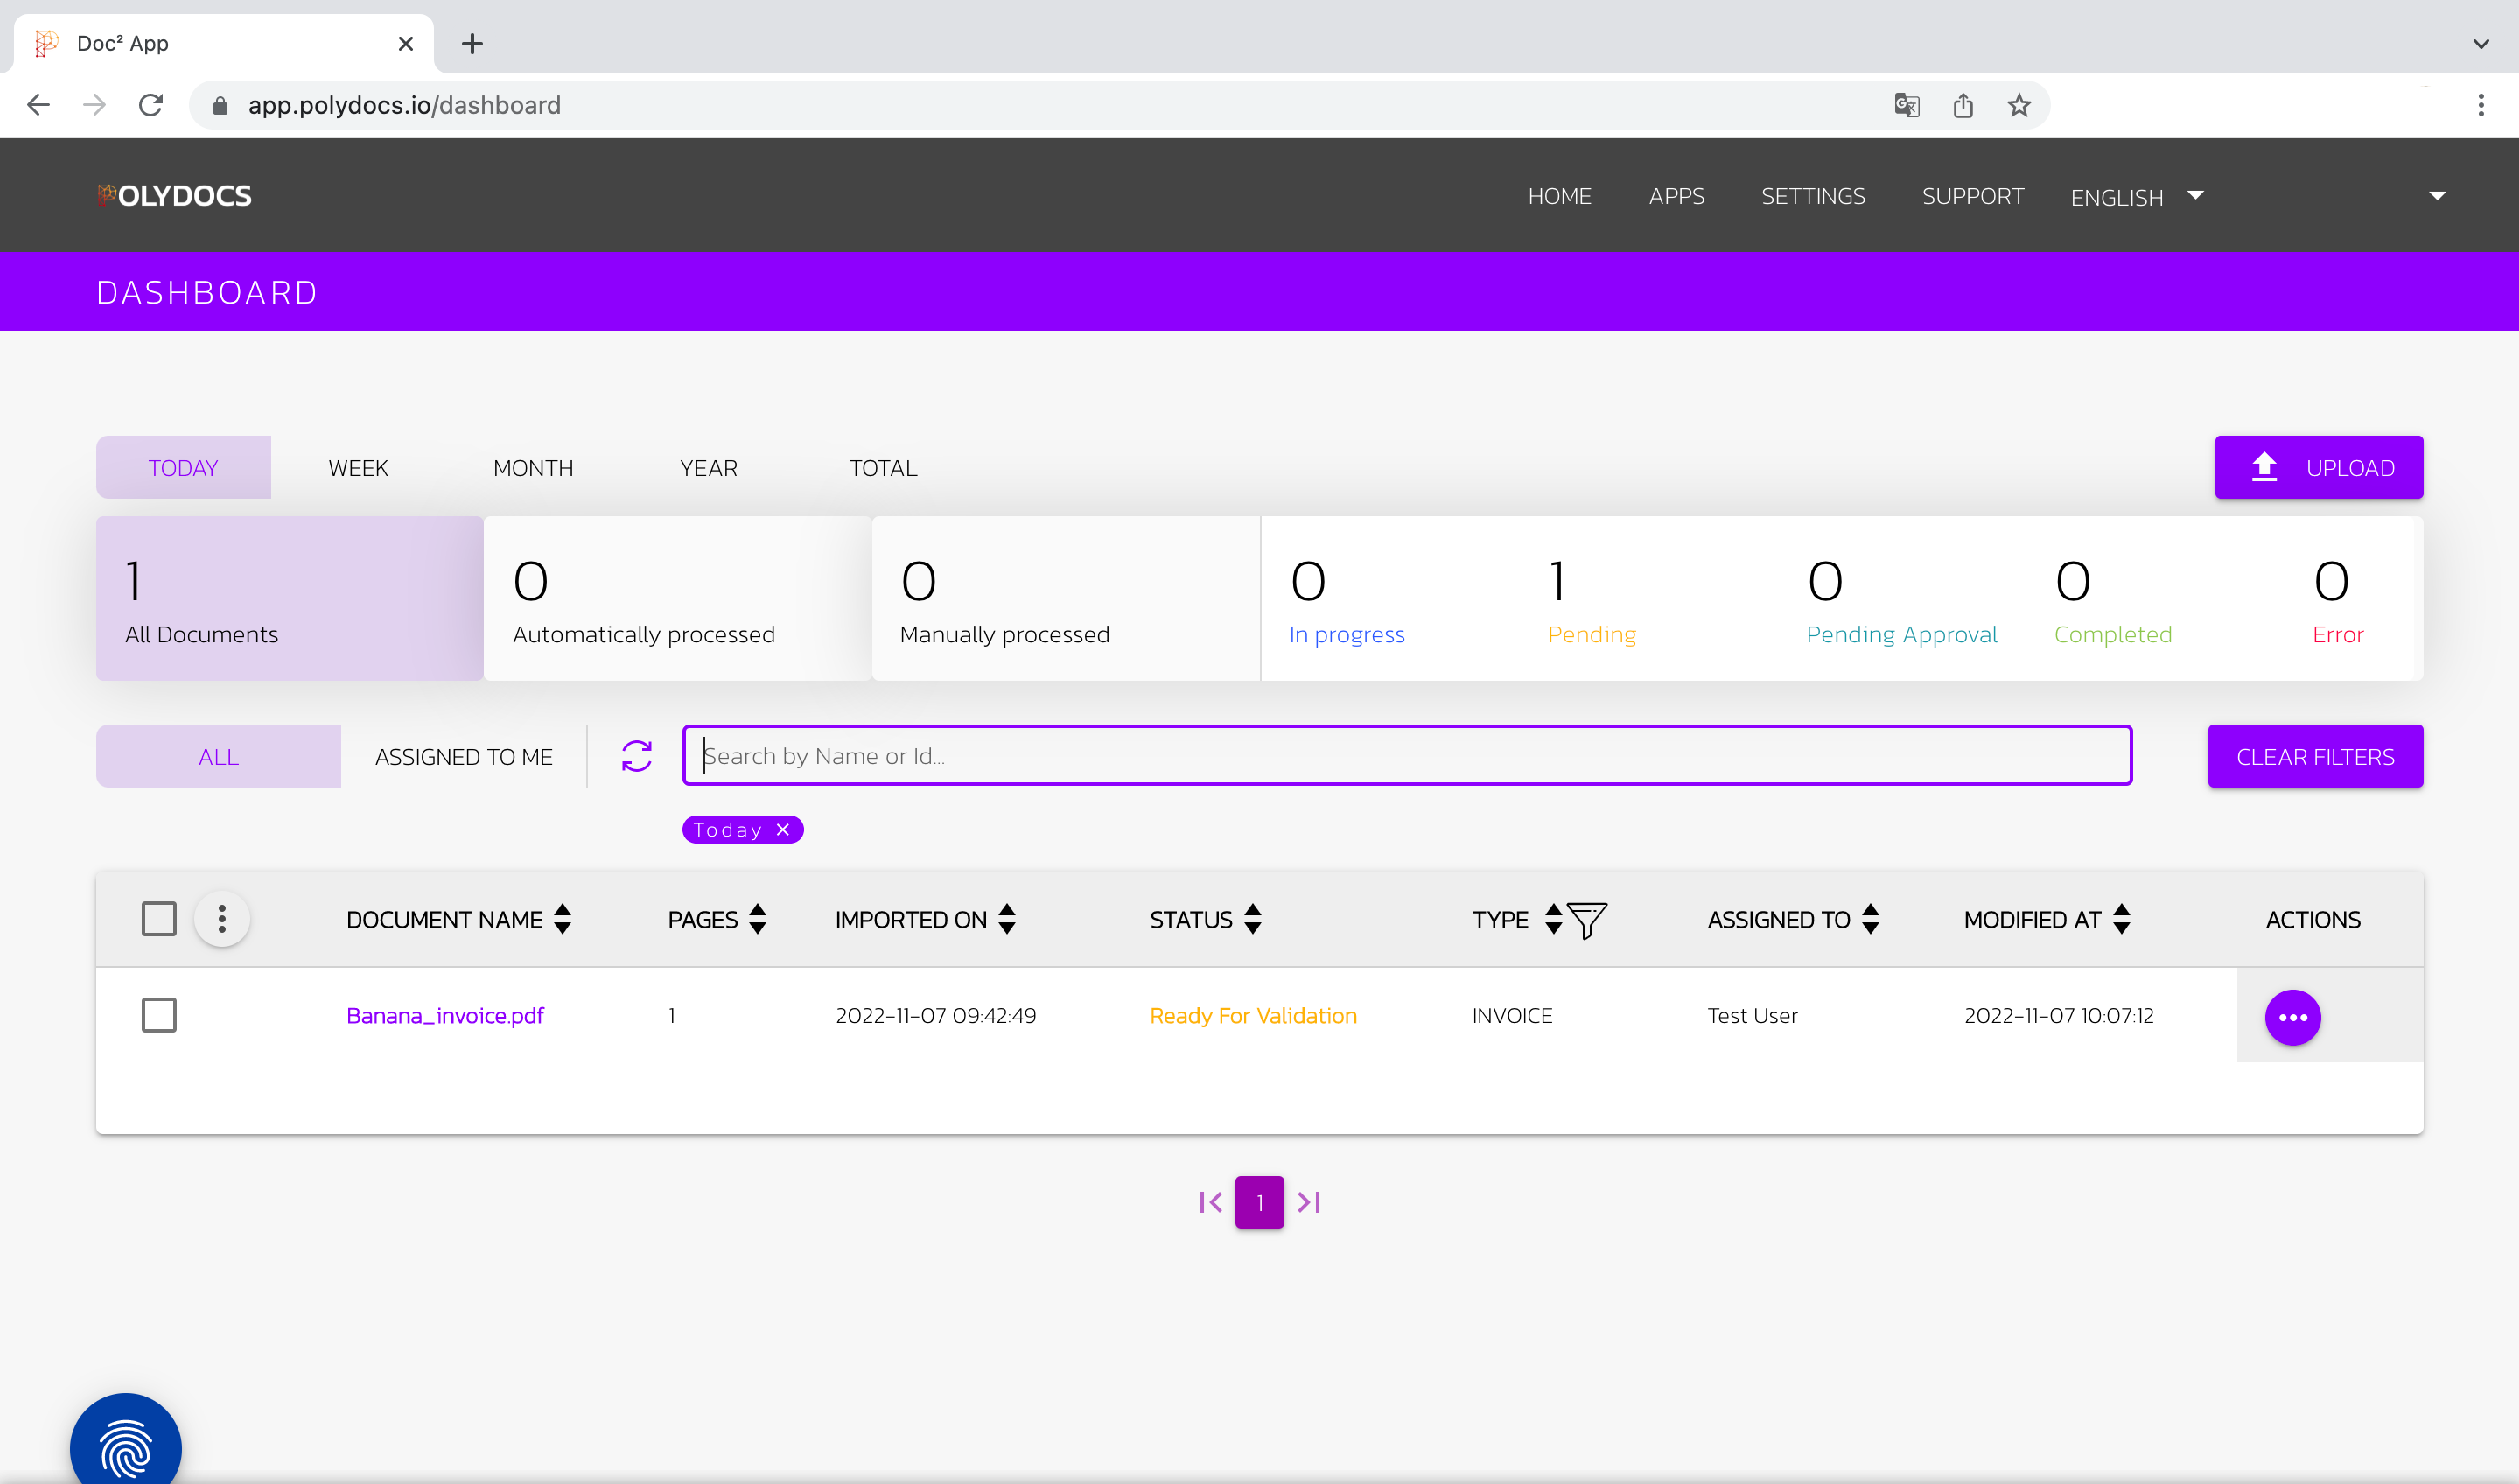 Doc² App
app.polydocs.io/dashboard
POLYDOCS HOME APPS SETTINGS SUPPORT ENGLISH
DASHBOARD
TODAY WEEK MONTH YEAR TOTAL UPLOAD
1 0 0 0 1 0 0 0
All Documents Automatically processed Manually processed In progress Pending Pending Approval Completed Error
ALL ASSIGNED TO ME Search by Name or Id... CLEAR FILTERS
Today
DOCUMENT NAME PAGES IMPORTED ON STATUS TYPE ASSIGNED TO MODIFIED AT ACTIONS
Banana_invoice.pdf 1 2022-11-07 09:42:49 Ready For Validation INVOICE Test User 2022-11-07 10:07:12
1